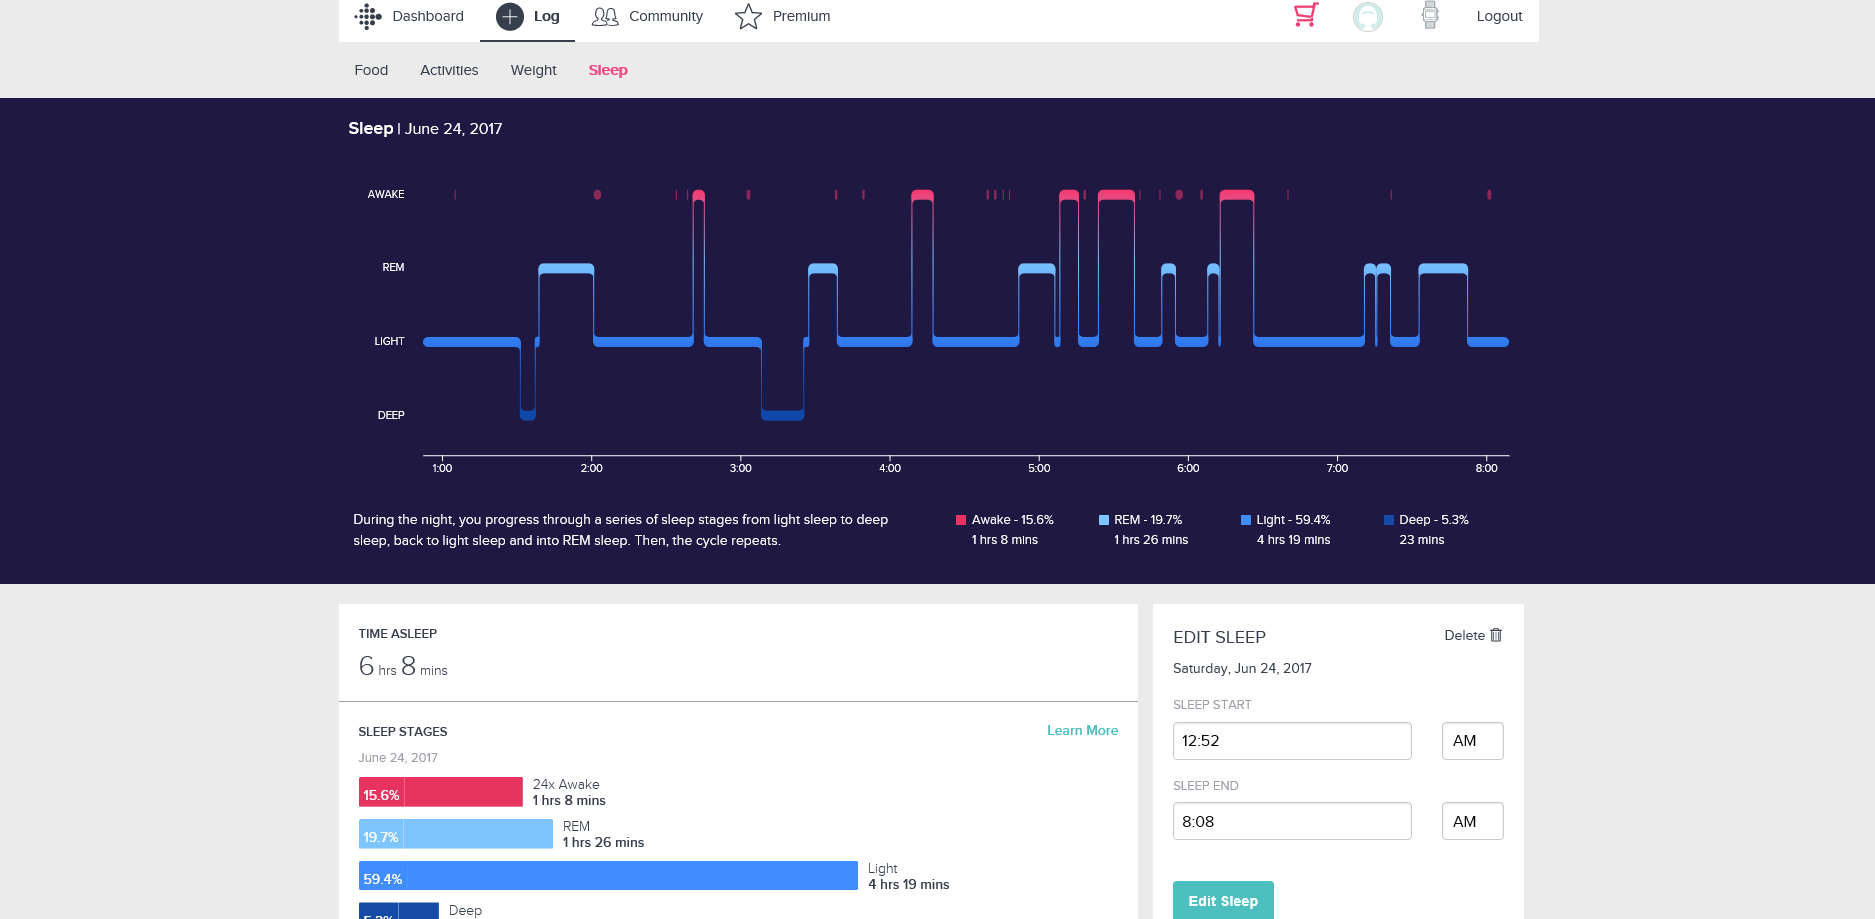 Dashboard Log Community Premium Logout
Food Activities Weight Sleep
Sleep | June 24, 2017
AWAKE
REM
LIGHT
DEEP
1:00 2:00 3:00 4:00 5:00 6:00 7:00 8:00
During the night, you progress through a series of sleep stages from light sleep to deep
sleep, back to light sleep and into REM sleep. Then, the cycle repeats.
Awake - 15.6%
1 hrs 8 mins
REM - 19.7%
1 hrs 26 mins
Light - 59.4%
4 hrs 19 mins
Deep - 5.3%
23 mins
TIME ASLEEP
6 hrs 8 mins
SLEEP STAGES
Learn More
June 24, 2017
15.6%
24x Awake
1 hrs 8 mins
19.7%
REM
1 hrs 26 mins
59.4%
Light
4 hrs 19 mins
5.3%
Deep
EDIT SLEEP
Delete
Saturday, Jun 24, 2017
SLEEP START
12:52 AM
SLEEP END
8:08 AM
Edit Sleep